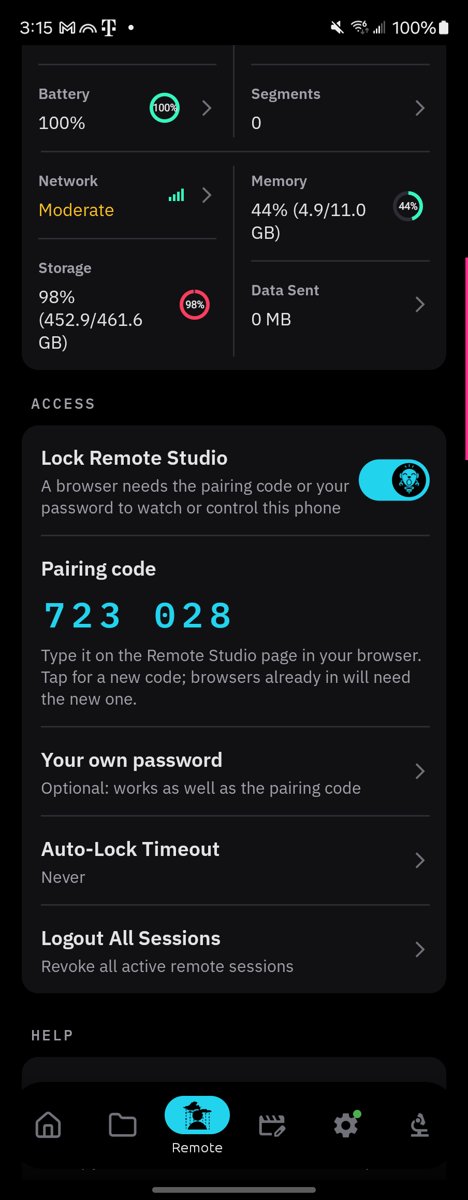 3:15 100%
Battery
100%
100%
Segments
0
Network
Moderate
Memory
44% (4.9/11.0
GB)
44%
Storage
98%
(452.9/461.6
GB)
98%
Data Sent
0 MB
ACCESS
Lock Remote Studio
A browser needs the pairing code or your
password to watch or control this phone
Pairing code
723 028
Type it on the Remote Studio page in your browser.
Tap for a new code; browsers already in will need
the new one.
Your own password
Optional: works as well as the pairing code
Auto-Lock Timeout
Never
Logout All Sessions
Revoke all active remote sessions
HELP
Remote